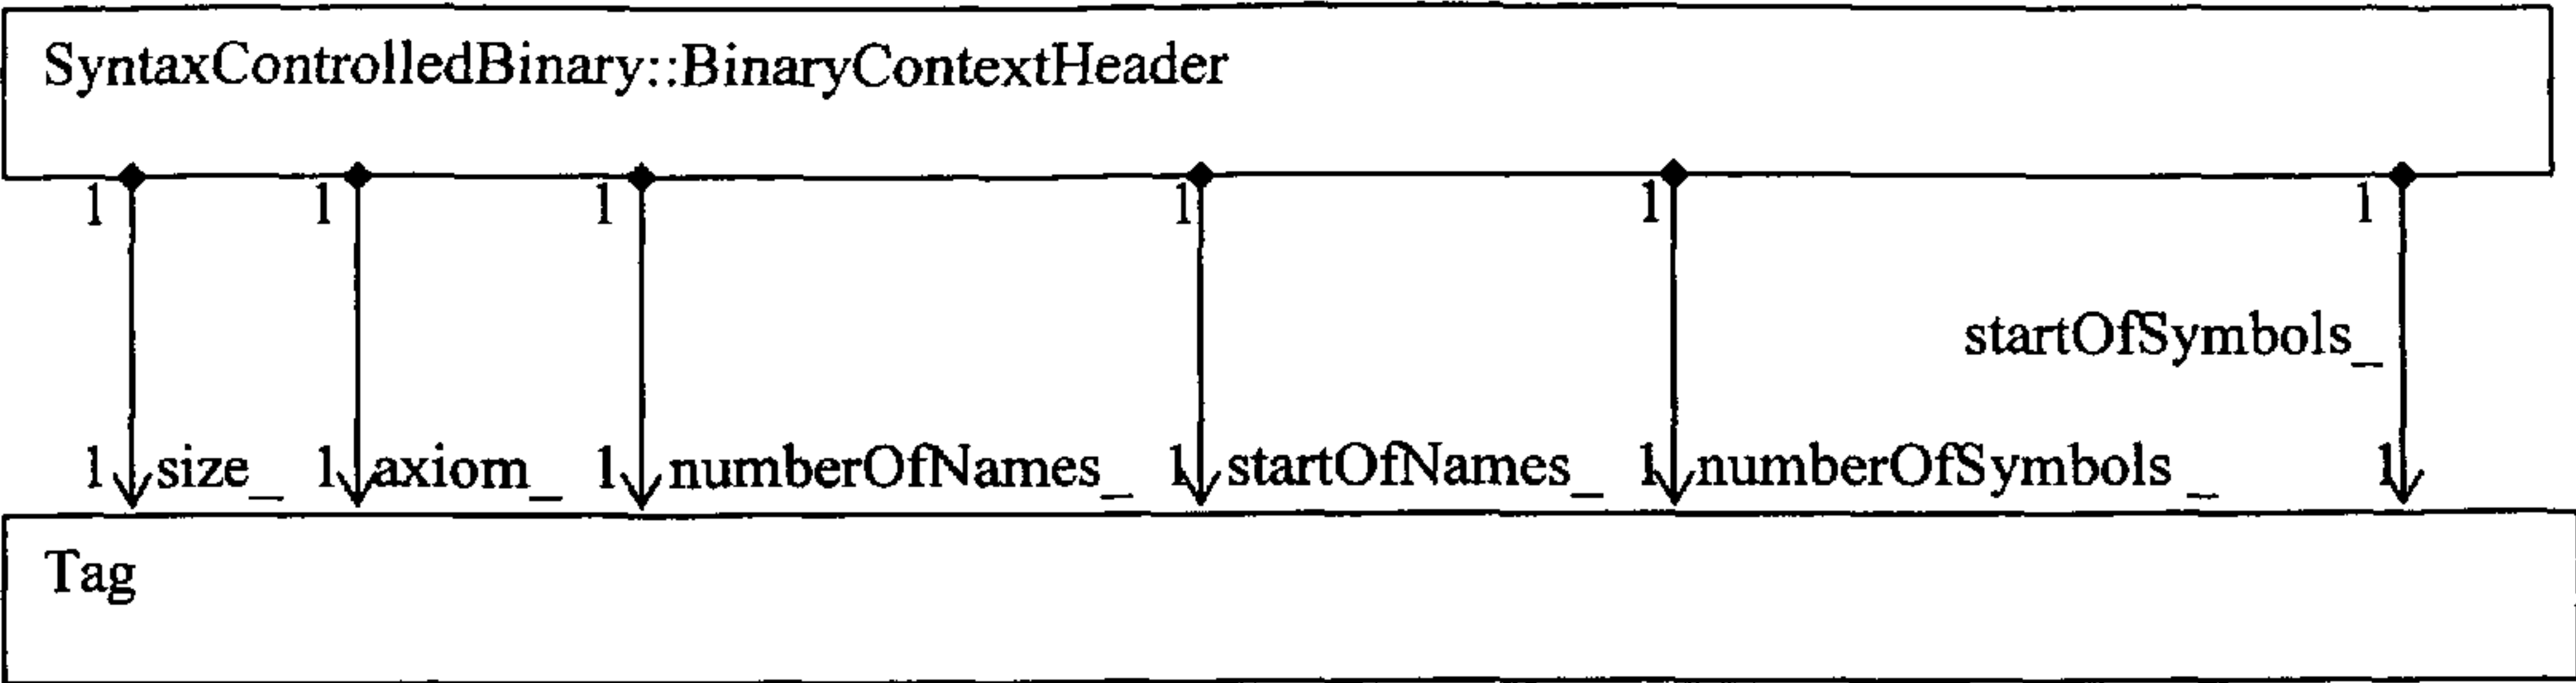 SyntaxControlledBinary::BinaryContextHeader
1 1 1 1 1 1
startOfSymbols_
1 size_ 1 axiom_ 1 numberOfNames_ 1 startOfNames_ 1 numberOfSymbols_ 1
Tag